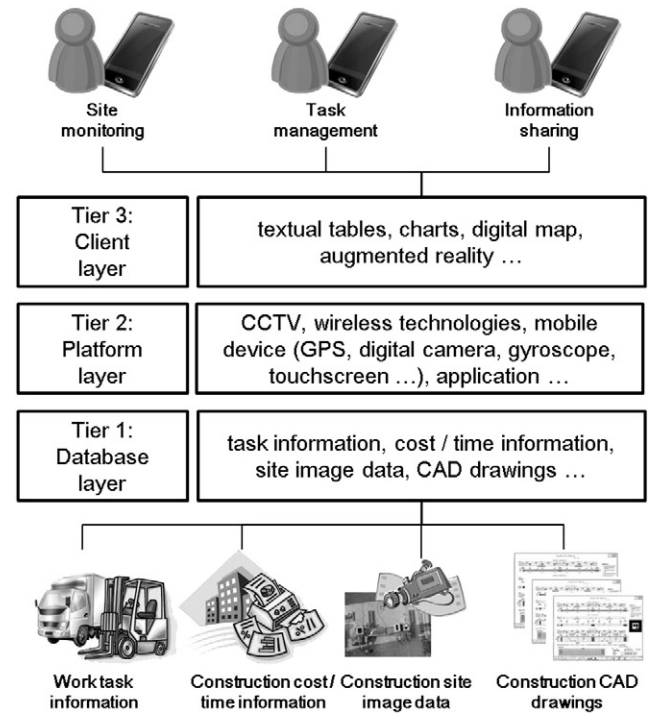 Site
monitoring
Task
management
Information
sharing
Tier 3:
Client
layer
textual tables, charts, digital map,
augmented reality …
Tier 2:
Platform
layer
CCTV, wireless technologies, mobile
device (GPS, digital camera, gyroscope,
touchscreen …), application …
Tier 1:
Database
layer
task information, cost / time information,
site image data, CAD drawings …
Work task
information
Construction cost /
time information
Construction site
image data
Construction CAD
drawings